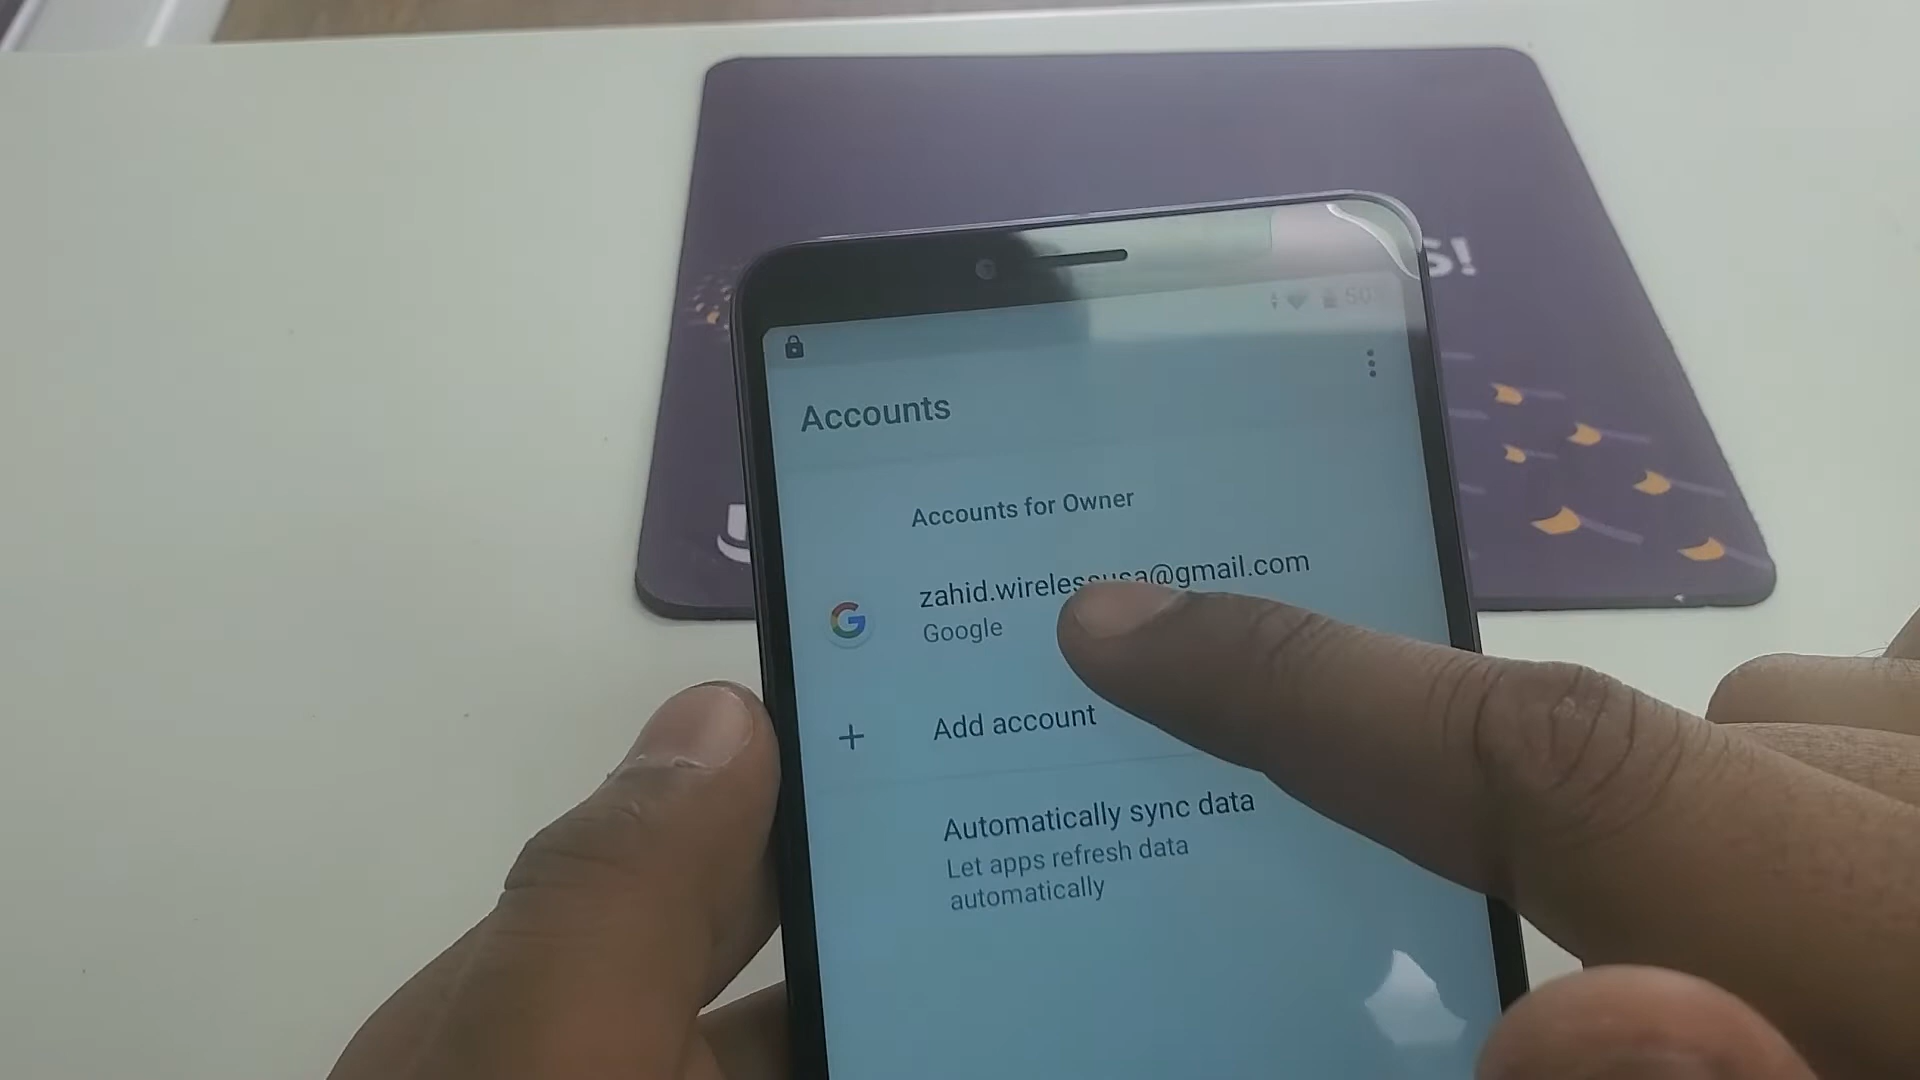 S!
50
Accounts
Accounts for Owner
zahid.wirelessusa@gmail.com
Google
Add account
Automatically sync data
Let apps refresh data
automatically